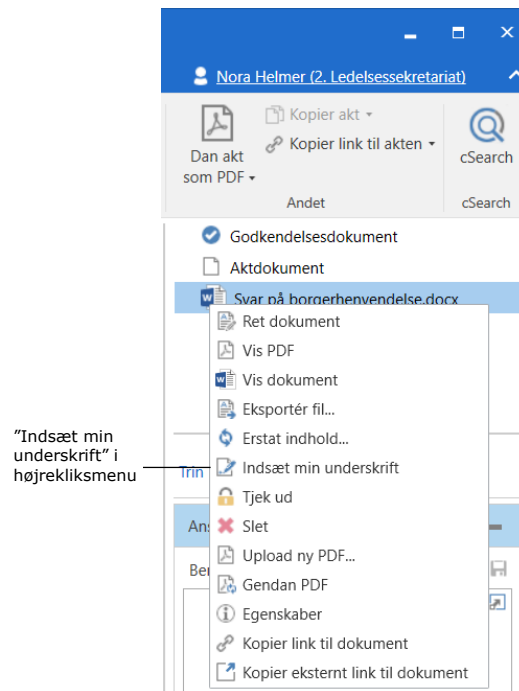 Nora Helmer (2. Ledelsessekretariat)
Dan akt
som PDF
Kopier akt
Kopier link til akten
cSearch
Andet
cSearch
Godkendelsesdokument
Aktdokument
Svar på borgerhenvendelse.docx
Ret dokument
Vis PDF
Vis dokument
Eksportér fil...
Erstat indhold...
”Indsæt min
underskrift” i
højrekliksmenu
Trin
Indsæt min underskrift
Tjek ud
Slet
Upload ny PDF...
Gendan PDF
Egenskaber
Kopier link til dokument
Kopier eksternt link til dokument